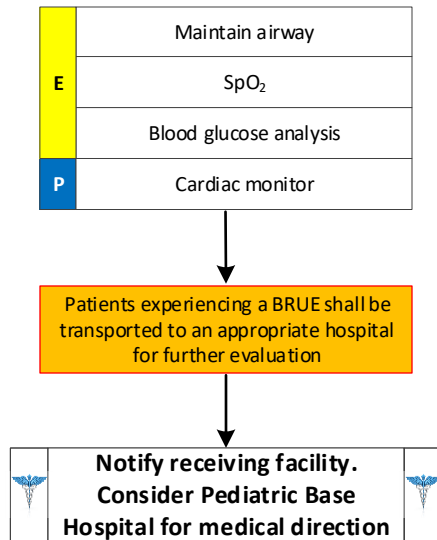 E
Maintain airway
SpO₂
Blood glucose analysis
P
Cardiac monitor
Patients experiencing a BRUE shall be
transported to an appropriate hospital
for further evaluation
Notify receiving facility.
Consider Pediatric Base
Hospital for medical direction